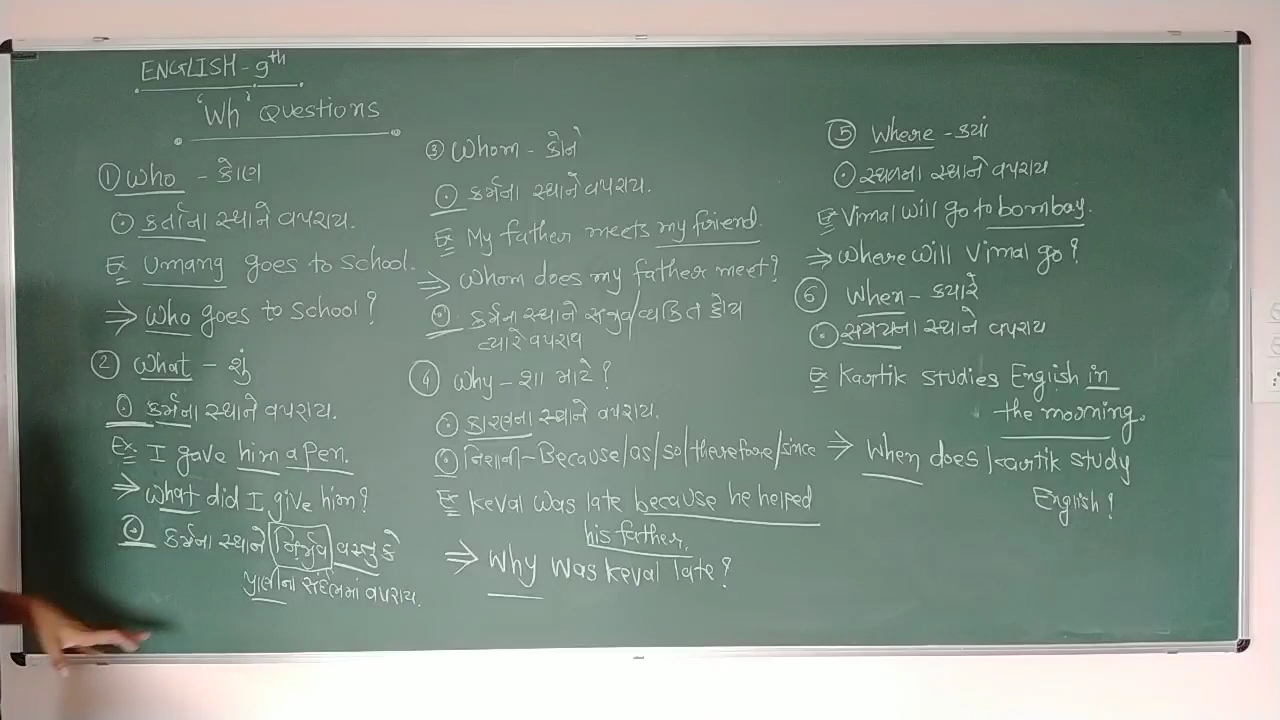 ENGLISH - 9th
'Wh' Questions
① Who - કોણ
⊙ કર્તાના સ્થાને વપરાય.
Ex Umang goes to School.
⇒ Who goes to School?
② What - શું
⊙ કર્મના સ્થાને વપરાય.
Ex I gave him a pen.
⇒ What did I give him?
⊙ કર્મના સ્થાને નિર્જીવ વસ્તુ કે
પ્રાણીના સંદર્ભમાં વપરાય.
③ Whom - કોને
⊙ કર્મના સ્થાને વપરાય.
Ex My father meets my friend.
⇒ Whom does my father meet?
⊙ કર્મના સ્થાને સજીવ/વ્યકિત હોય
ત્યારે વપરાય
④ Why - શા માટે?
⊙ કારણના સ્થાને વપરાય.
⊙ નિશાની - Because/as/so/therefore/since
Ex Keval was late because he helped
his father.
⇒ Why was Keval late?
⑤ Where - કયાં
⊙ સ્થળના સ્થાને વપરાય
Ex Vimal will go to bombay.
⇒ Where will Vimal go?
⑥ When - કયારે
⊙ સમયના સ્થાને વપરાય
Ex Kartik studies English in
the morning.
⇒ When does Kartik study
English?